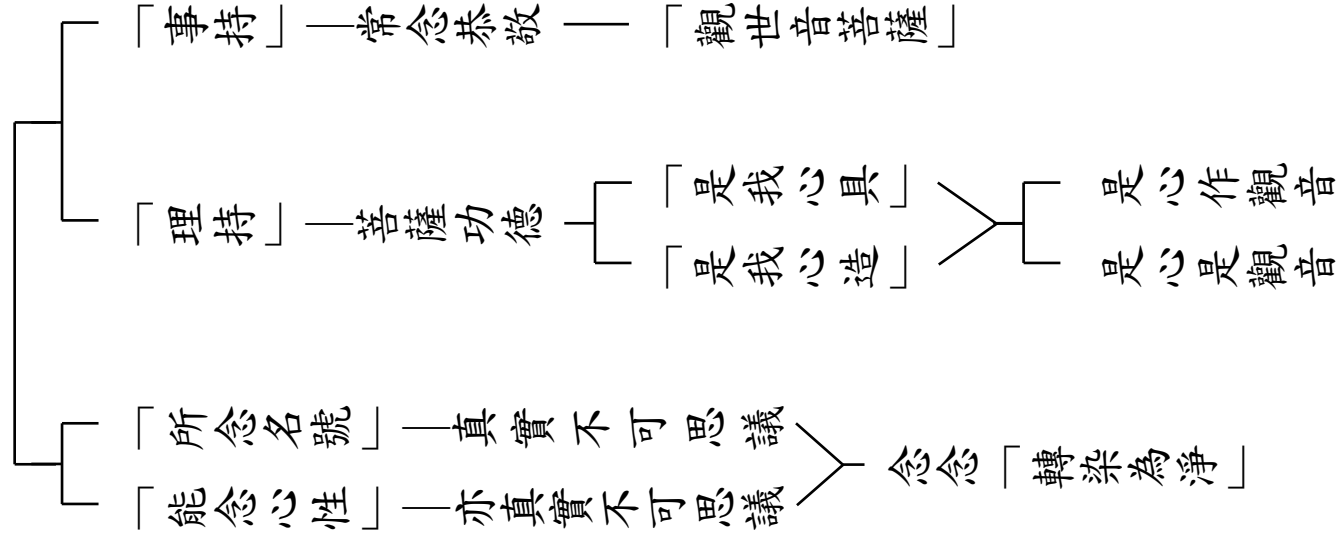 「事持」—常念恭敬—「觀世音菩薩」
「理持」—菩薩功德
「是我心具」
「是我心造」
是心作觀音
是心是觀音
「所念名號」—真實不可思議
「能念心性」—亦真實不可思議
念念「轉染為淨」